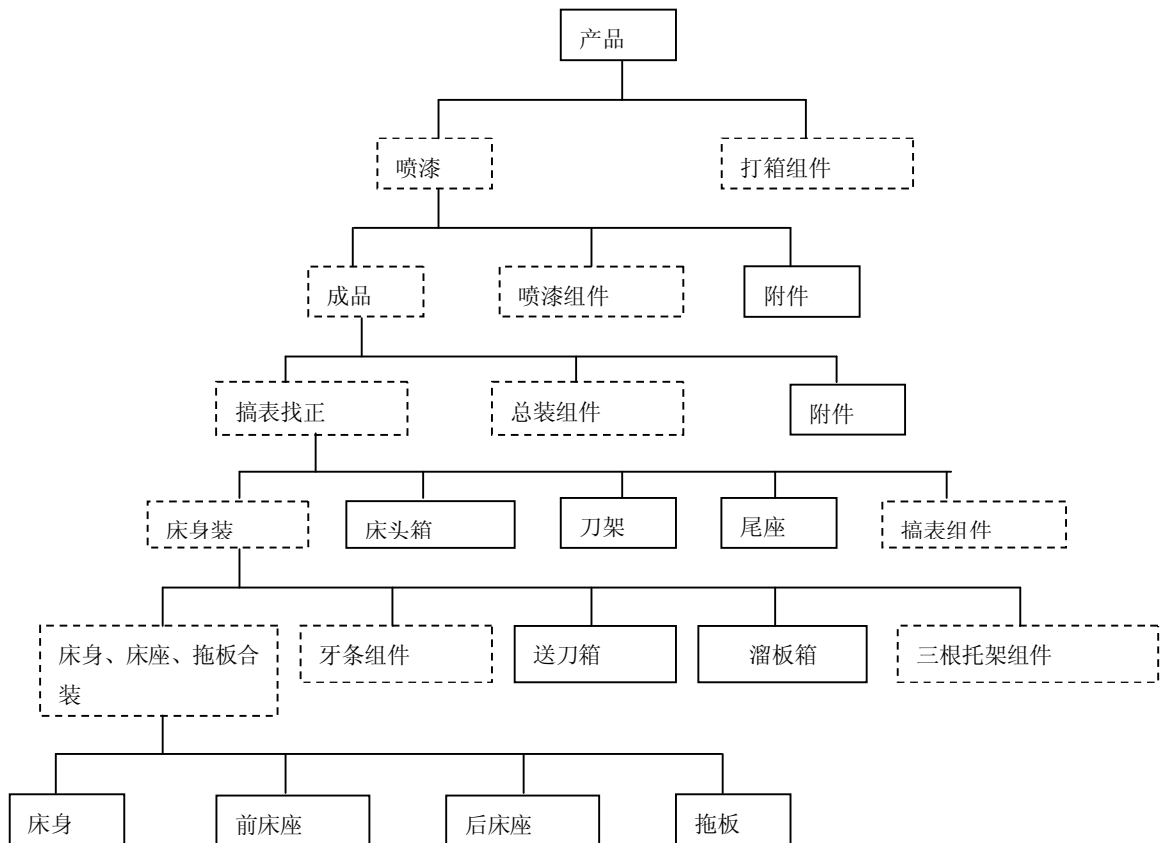 产品
喷漆
打箱组件
成品
喷漆组件
附件
搞表找正
总装组件
附件
床身装
床头箱
刀架
尾座
搞表组件
床身、床座、拖板合
装
牙条组件
送刀箱
溜板箱
三根托架组件
床身
前床座
后床座
拖板